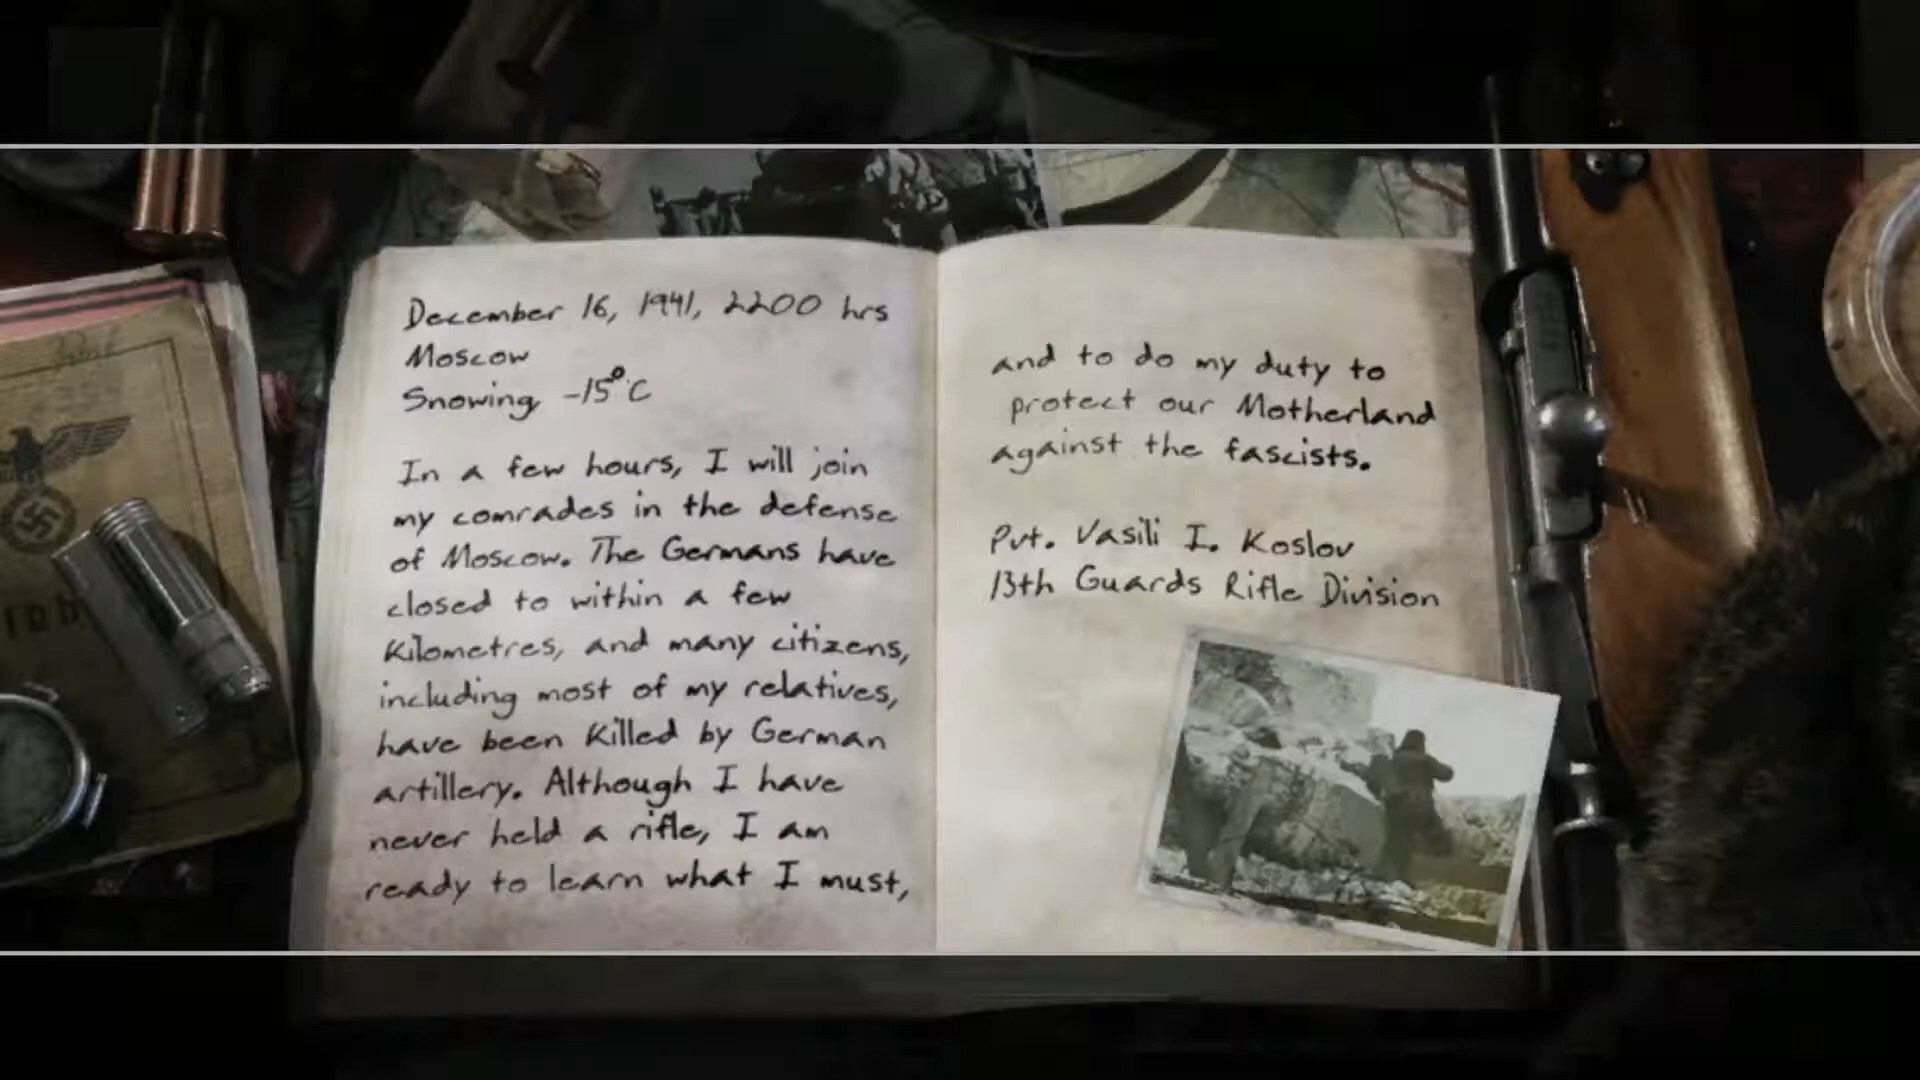 December 16, 1941, 2200 hrs
Moscow
Snowing, -15°C
In a few hours, I will join
my comrades in the defense
of Moscow. The Germans have
closed to within a few
kilometres, and many citizens,
including most of my relatives,
have been killed by German
artillery. Although I have
never held a rifle, I am
ready to learn what I must,
and to do my duty to
protect our Motherland
against the fascists.
Pvt. Vasili I. Koslov
13th Guards Rifle Division